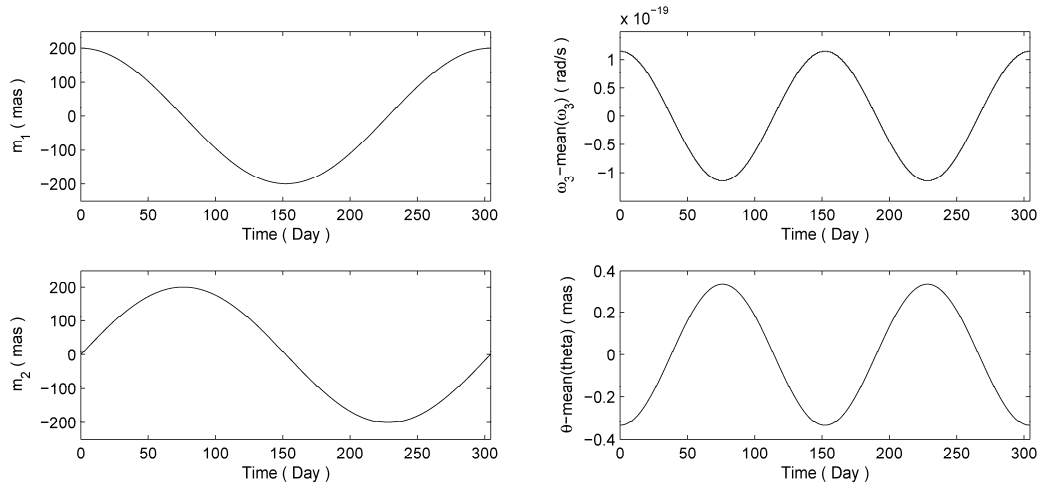 200
100
0
−100
−200
m1 ( mas )
0 50 100 150 200 250 300
Time ( Day )
x 10−19
1
0.5
0
−0.5
−1
ω3−mean(ω3) ( rad/s )
0 50 100 150 200 250 300
Time ( Day )
200
100
0
−100
−200
m2 ( mas )
0 50 100 150 200 250 300
Time ( Day )
0.4
0.2
0
−0.2
−0.4
θ−mean(theta) ( mas )
0 50 100 150 200 250 300
Time ( Day )